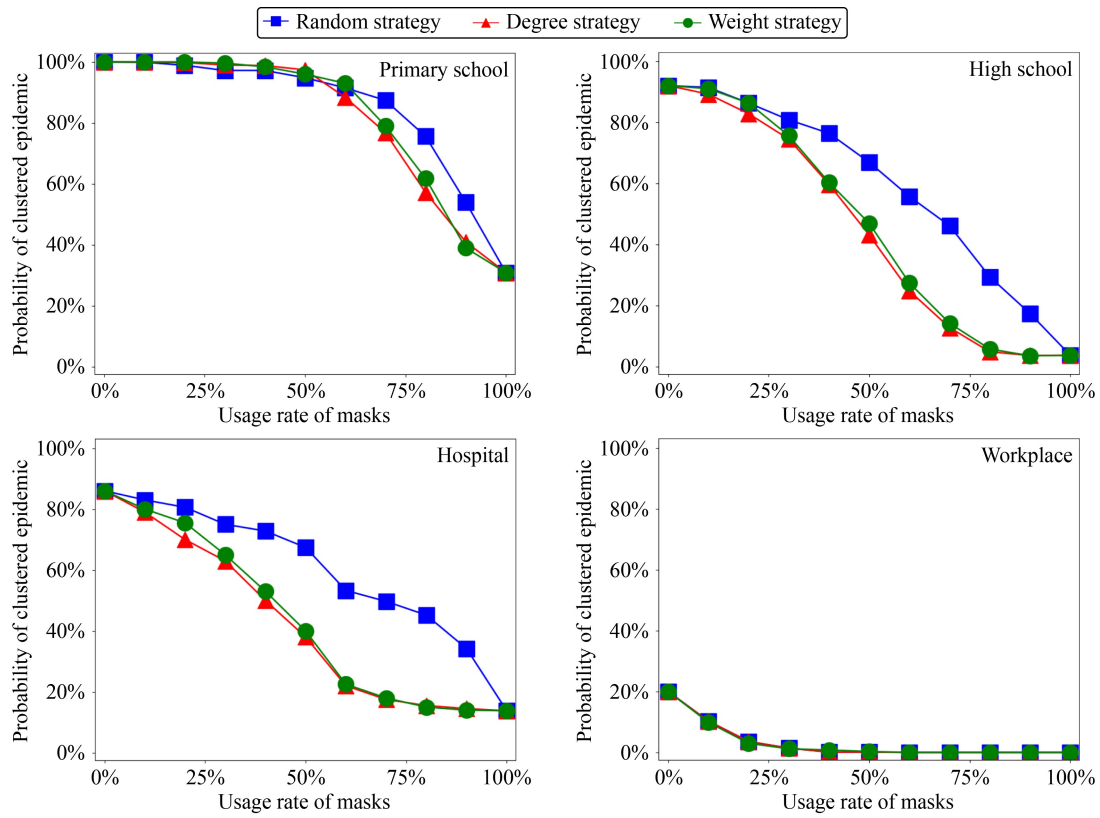 Random strategy Degree strategy Weight strategy
Primary school
Probability of clustered epidemic
100%
80%
60%
40%
20%
0%
0% 25% 50% 75% 100%
Usage rate of masks
High school
Probability of clustered epidemic
100%
80%
60%
40%
20%
0%
0% 25% 50% 75% 100%
Usage rate of masks
Hospital
Probability of clustered epidemic
100%
80%
60%
40%
20%
0%
0% 25% 50% 75% 100%
Usage rate of masks
Workplace
Probability of clustered epidemic
100%
80%
60%
40%
20%
0%
0% 25% 50% 75% 100%
Usage rate of masks